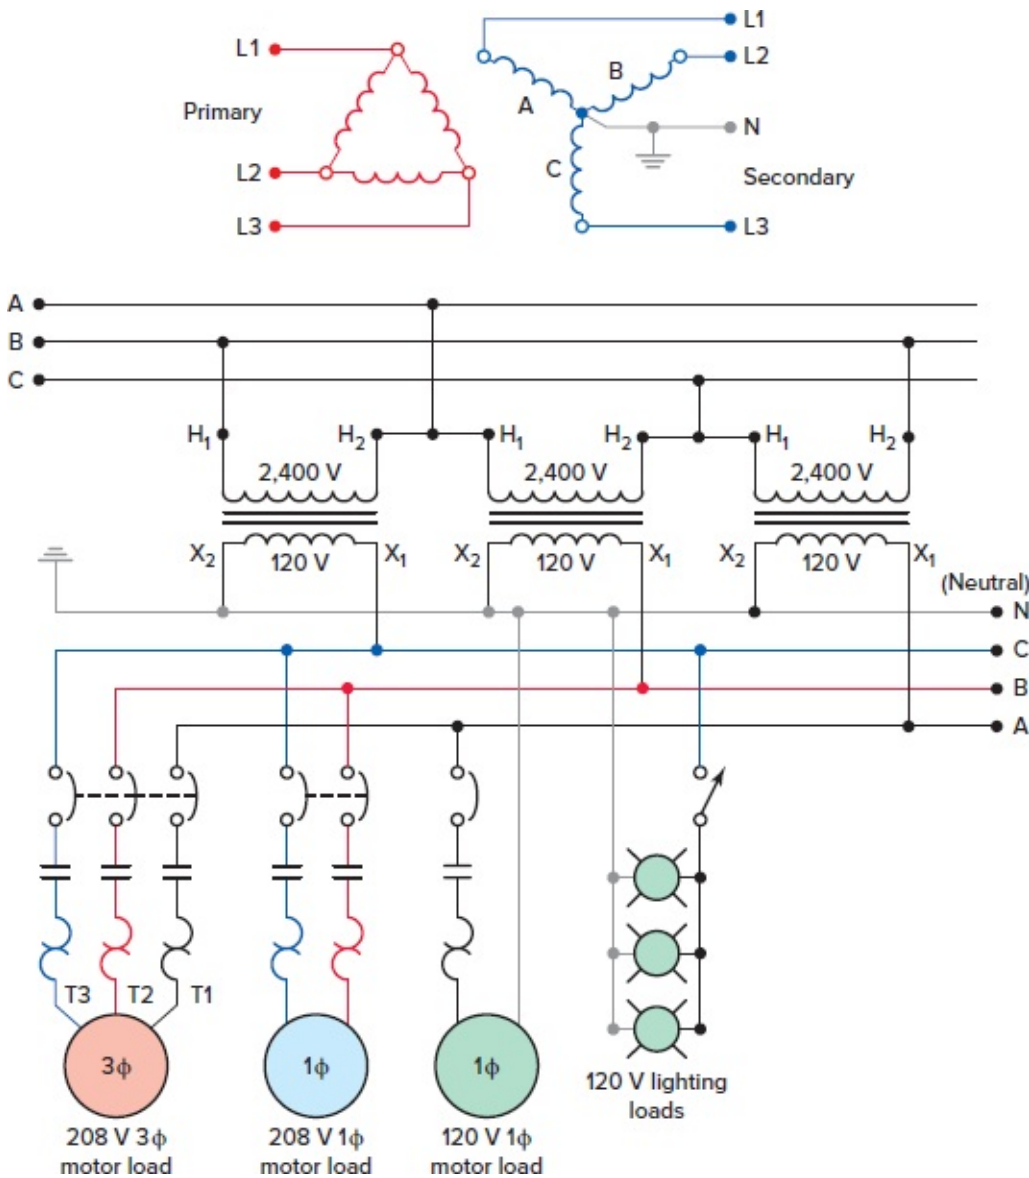 L1
L1
L2
B
Primary
A
N
L2
C
Secondary
L3
L3
A
B
C
H₁
H₂
H₁
H₂
H₁
H₂
2,400 V
2,400 V
2,400 V
X₂
120 V
X₁
X₂
120 V
X₁
X₂
120 V
X₁
(Neutral)
N
C
B
A
T3
T2
T1
3ϕ
1ϕ
1ϕ
208 V 3ϕ
motor load
208 V 1ϕ
motor load
120 V 1ϕ
motor load
120 V lighting
loads